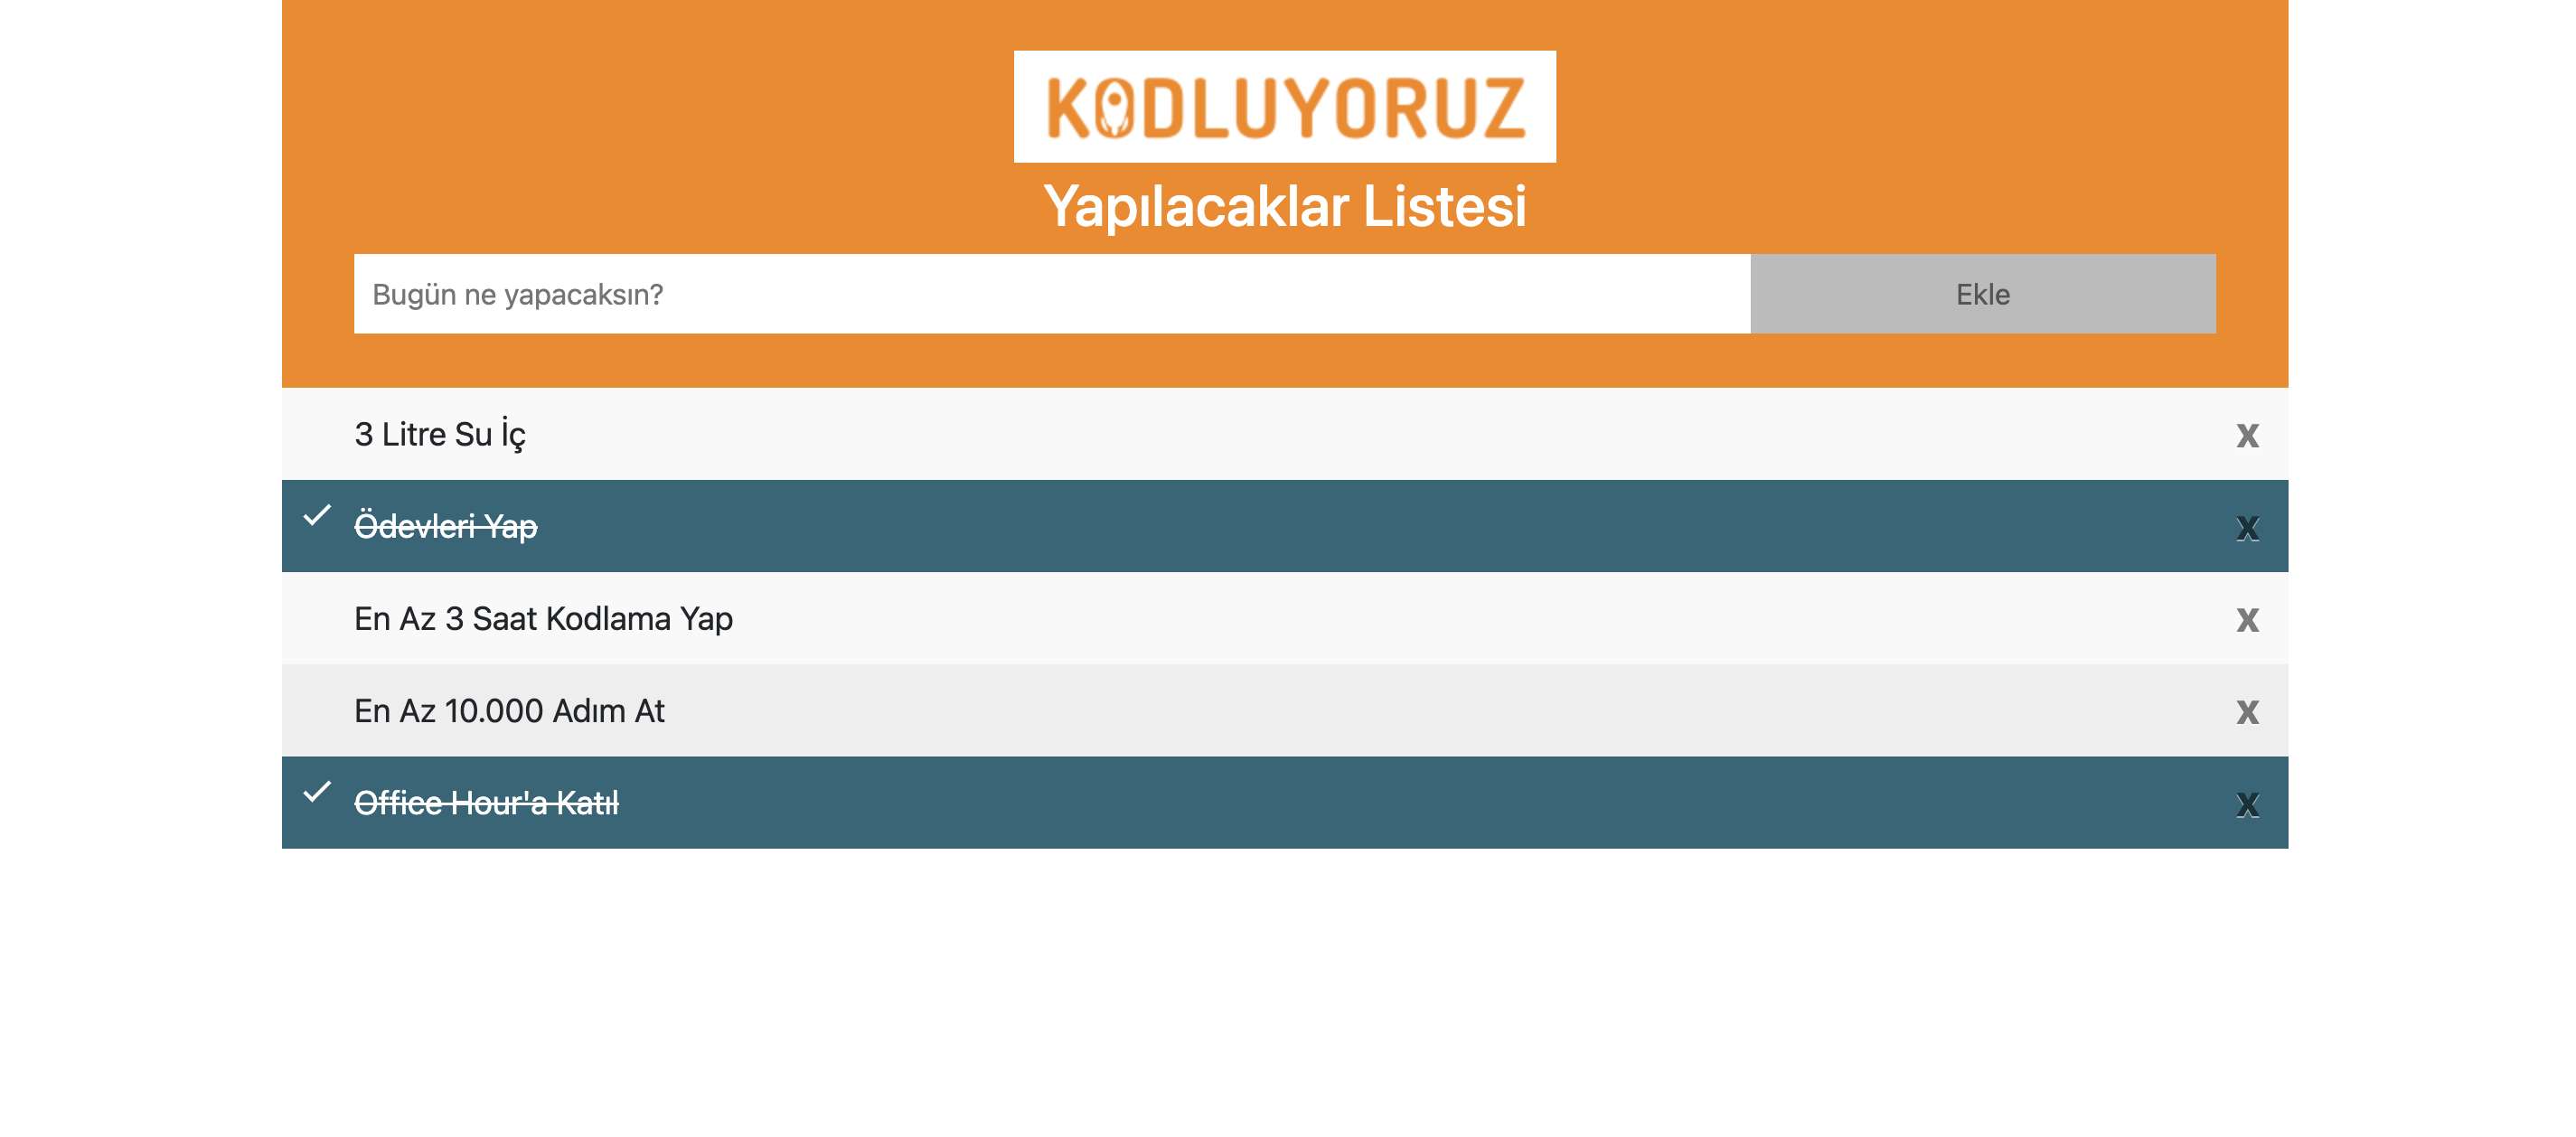 KODLUYORUZ
Yapılacaklar Listesi
Bugün ne yapacaksın?
Ekle
3 Litre Su İç
x
Ödevleri Yap
x
En Az 3 Saat Kodlama Yap
x
En Az 10.000 Adım At
x
Office Hour'a Katıl
x